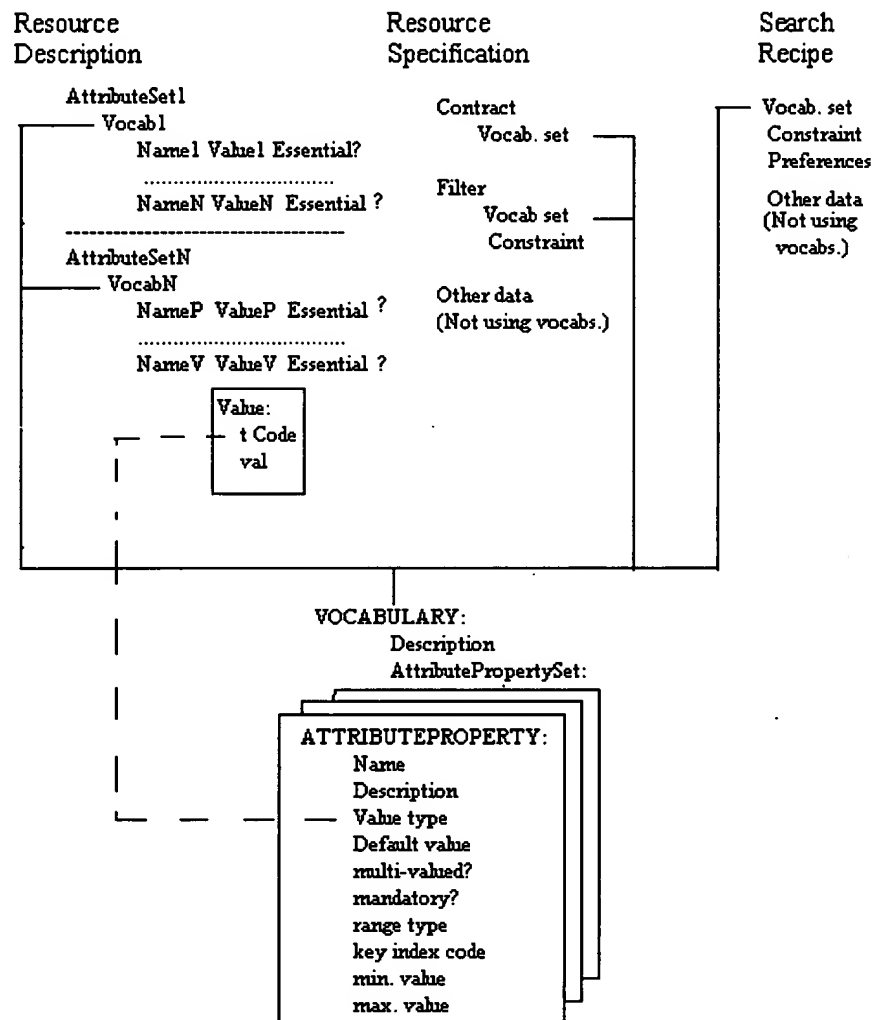 Resource
Description
AttributeSet1
Vocab1
Name1 Value1 Essential?
NameN ValueN Essential ?
AttributeSetN
VocabN
NameP ValueP Essential ?
NameV ValueV Essential ?
Value:
t Code
val
Resource
Specification
Contract
Vocab. set
Filter
Vocab set
Constraint
Other data
(Not using vocabs.)
Search
Recipe
Vocab. set
Constraint
Preferences
Other data
(Not using
vocabs.)
VOCABULARY:
Description
AttributePropertySet:
ATTRIBUTEPROPERTY:
Name
Description
Value type
Default value
multi-valued?
mandatory?
range type
key index code
min. value
max. value